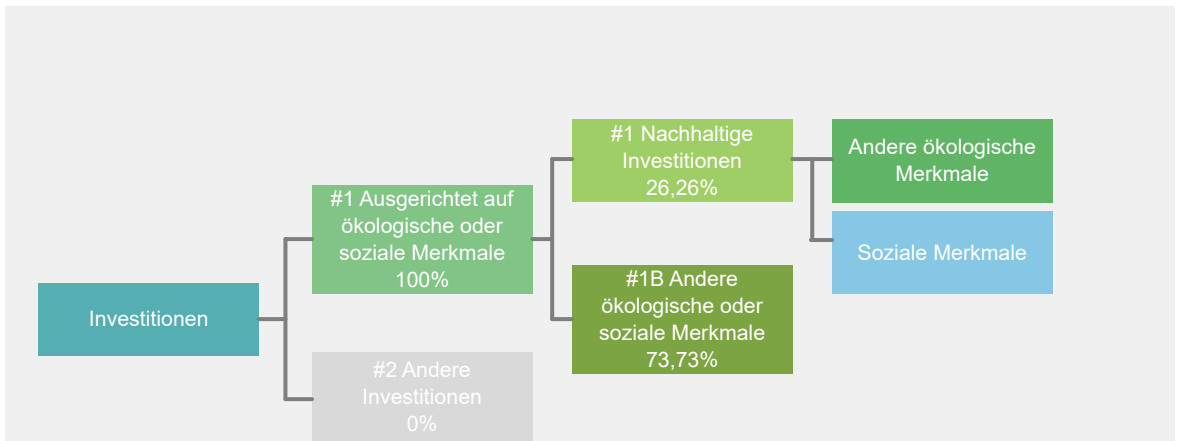 Investitionen
#1 Ausgerichtet auf
ökologische oder
soziale Merkmale
100%
#2 Andere
Investitionen
0%
#1 Nachhaltige
Investitionen
26,26%
#1B Andere
ökologische oder
soziale Merkmale
73,73%
Andere ökologische
Merkmale
Soziale Merkmale